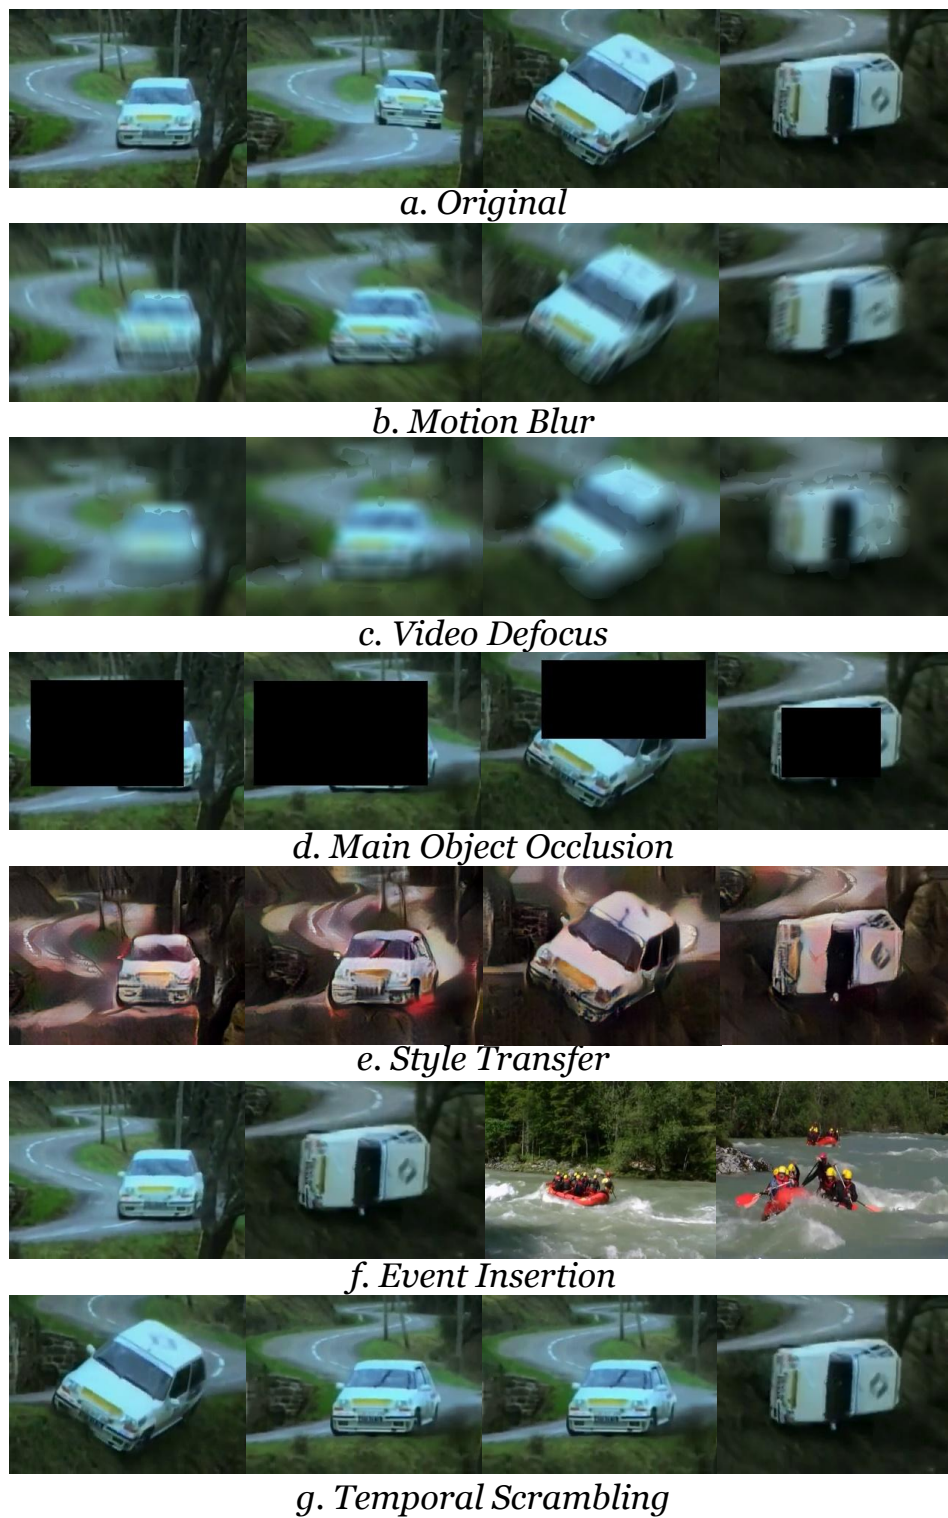 a. Original
b. Motion Blur
c. Video Defocus
d. Main Object Occlusion
e. Style Transfer
f. Event Insertion
g. Temporal Scrambling